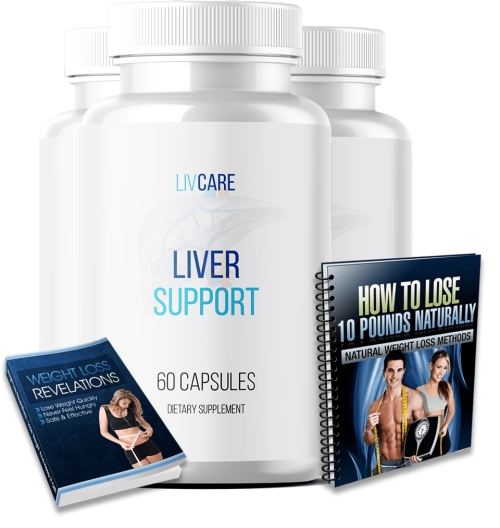 LIVCARE
LIVER
SUPPORT
60 CAPSULES
DIETARY SUPPLEMENT
WEIGHT LOSS
REVELATIONS
Lose Weight Quickly
Never Feel Hungry
Safe & Effective
HOW TO LOSE
10 POUNDS NATURALLY
NATURAL WEIGHT LOSS METHODS